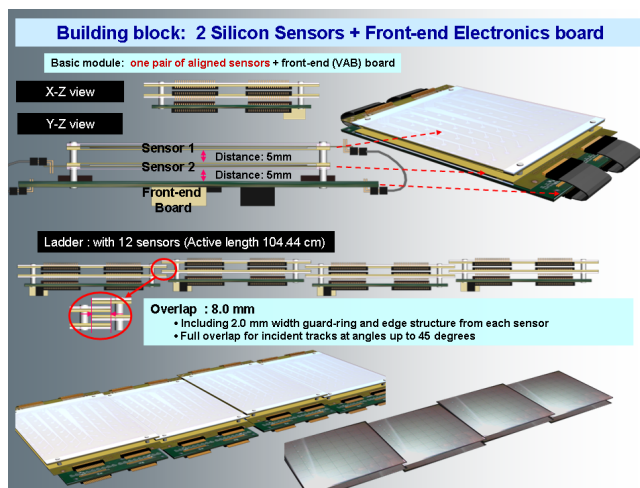 Building block: 2 Silicon Sensors + Front-end Electronics board
Basic module: one pair of aligned sensors + front-end (VAB) board
X-Z view
Y-Z view
Sensor 1
Distance: 5mm
Sensor 2
Distance: 5mm
Front-end
Board
Ladder : with 12 sensors (Active length 104.44 cm)
Overlap : 8.0 mm
• Including 2.0 mm width guard-ring and edge structure from each sensor
• Full overlap for incident tracks at angles up to 45 degrees